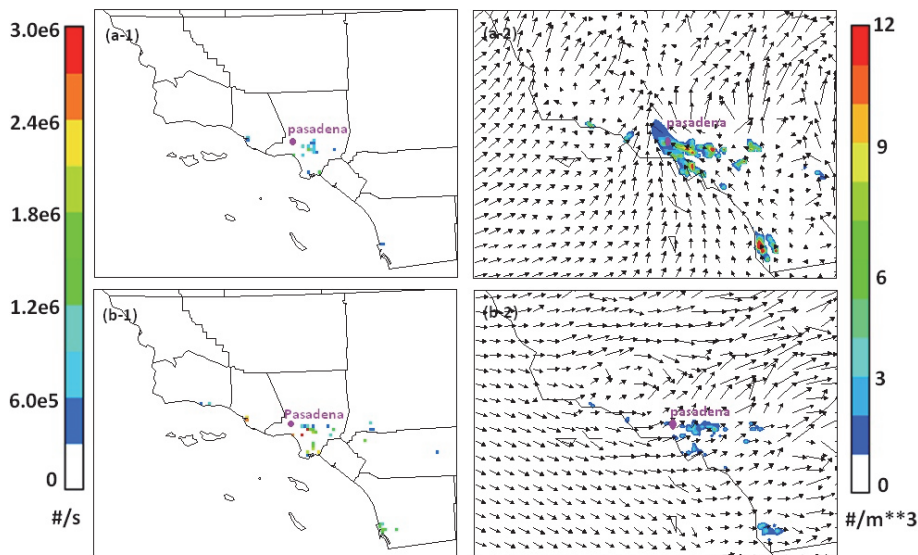 3.0e6
2.4e6
1.8e6
1.2e6
6.0e5
0
#/s
(a-1)
pasadena
(a-2)
pasadena
(b-1)
Pasadena
(b-2)
pasadena
12
9
6
3
0
#/m**3